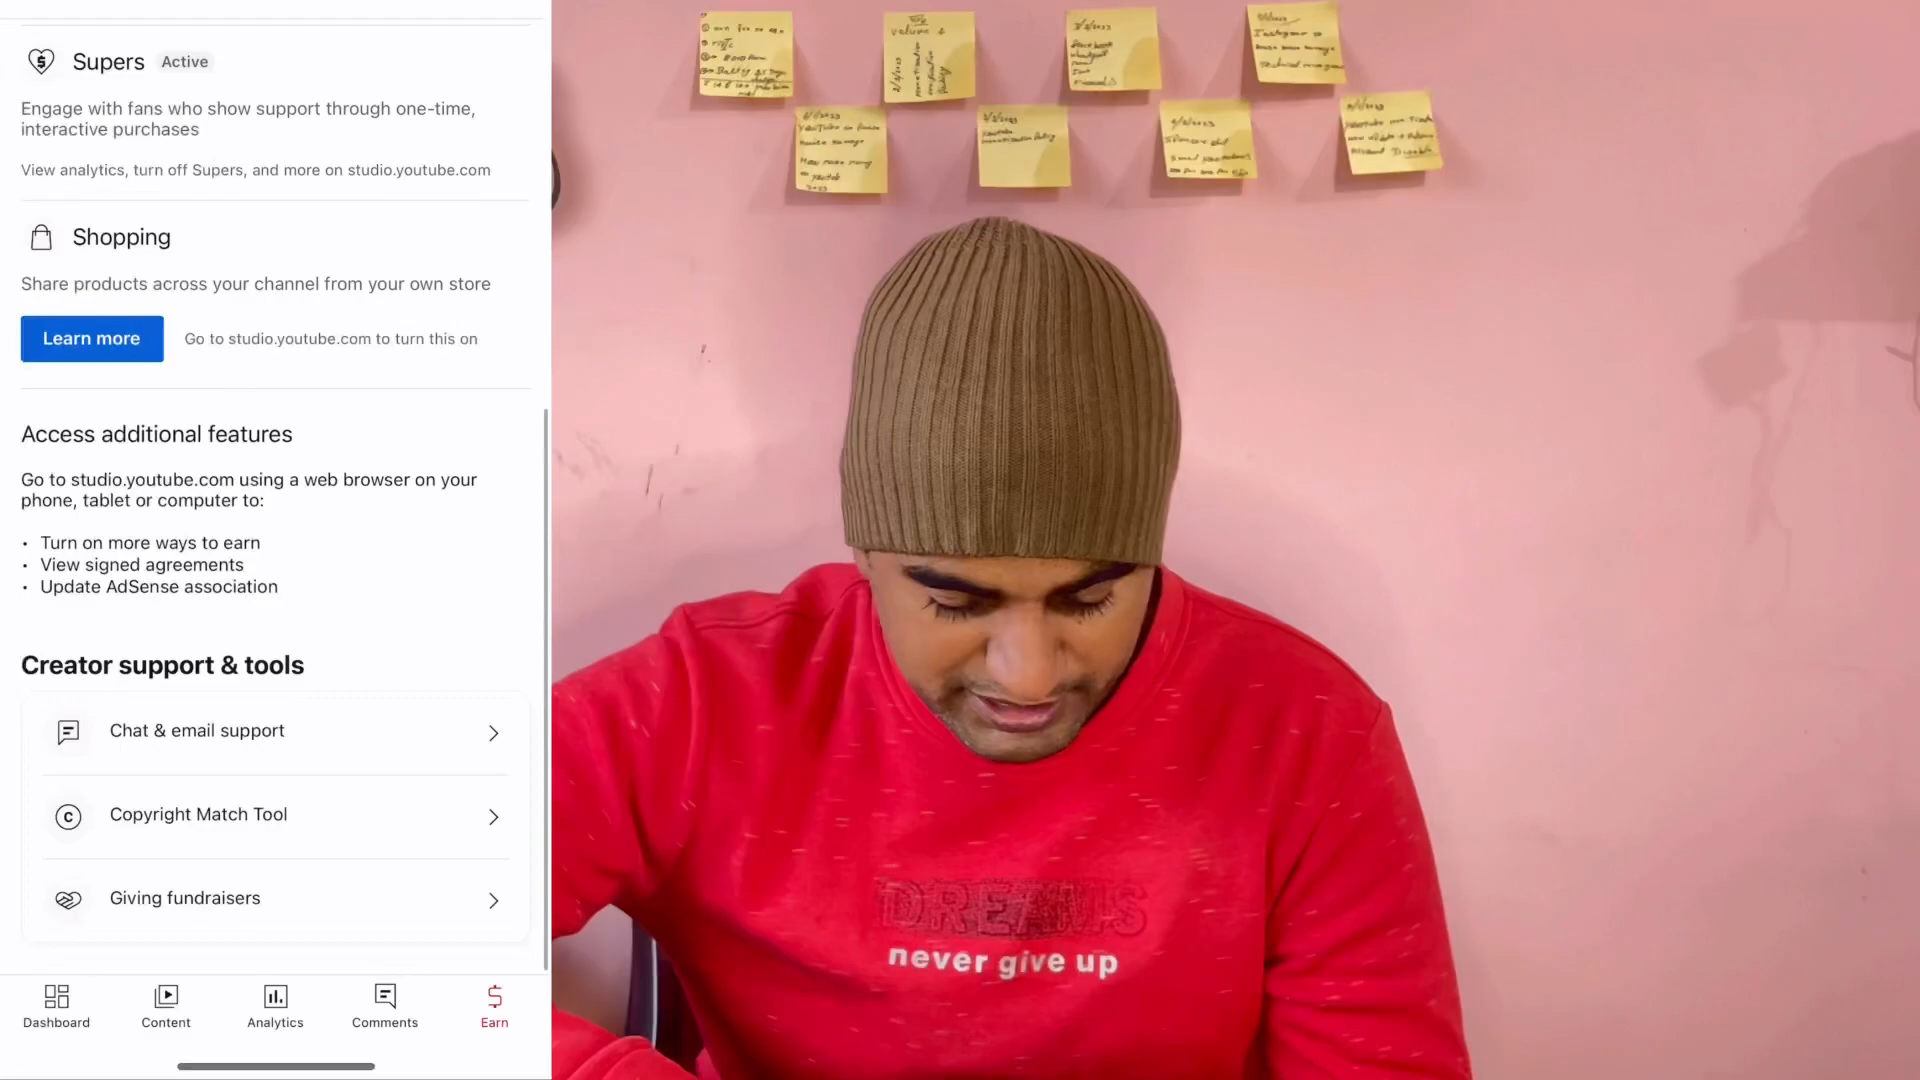 Supers Active
Engage with fans who show support through one-time,
interactive purchases
View analytics, turn off Supers, and more on studio.youtube.com
Shopping
Share products across your channel from your own store
Learn more
Go to studio.youtube.com to turn this on
Access additional features
Go to studio.youtube.com using a web browser on your
phone, tablet or computer to:
• Turn on more ways to earn
• View signed agreements
• Update AdSense association
Creator support & tools
Chat & email support
Copyright Match Tool
Giving fundraisers
Dashboard
Content
Analytics
Comments
Earn
DREAMS
never give up